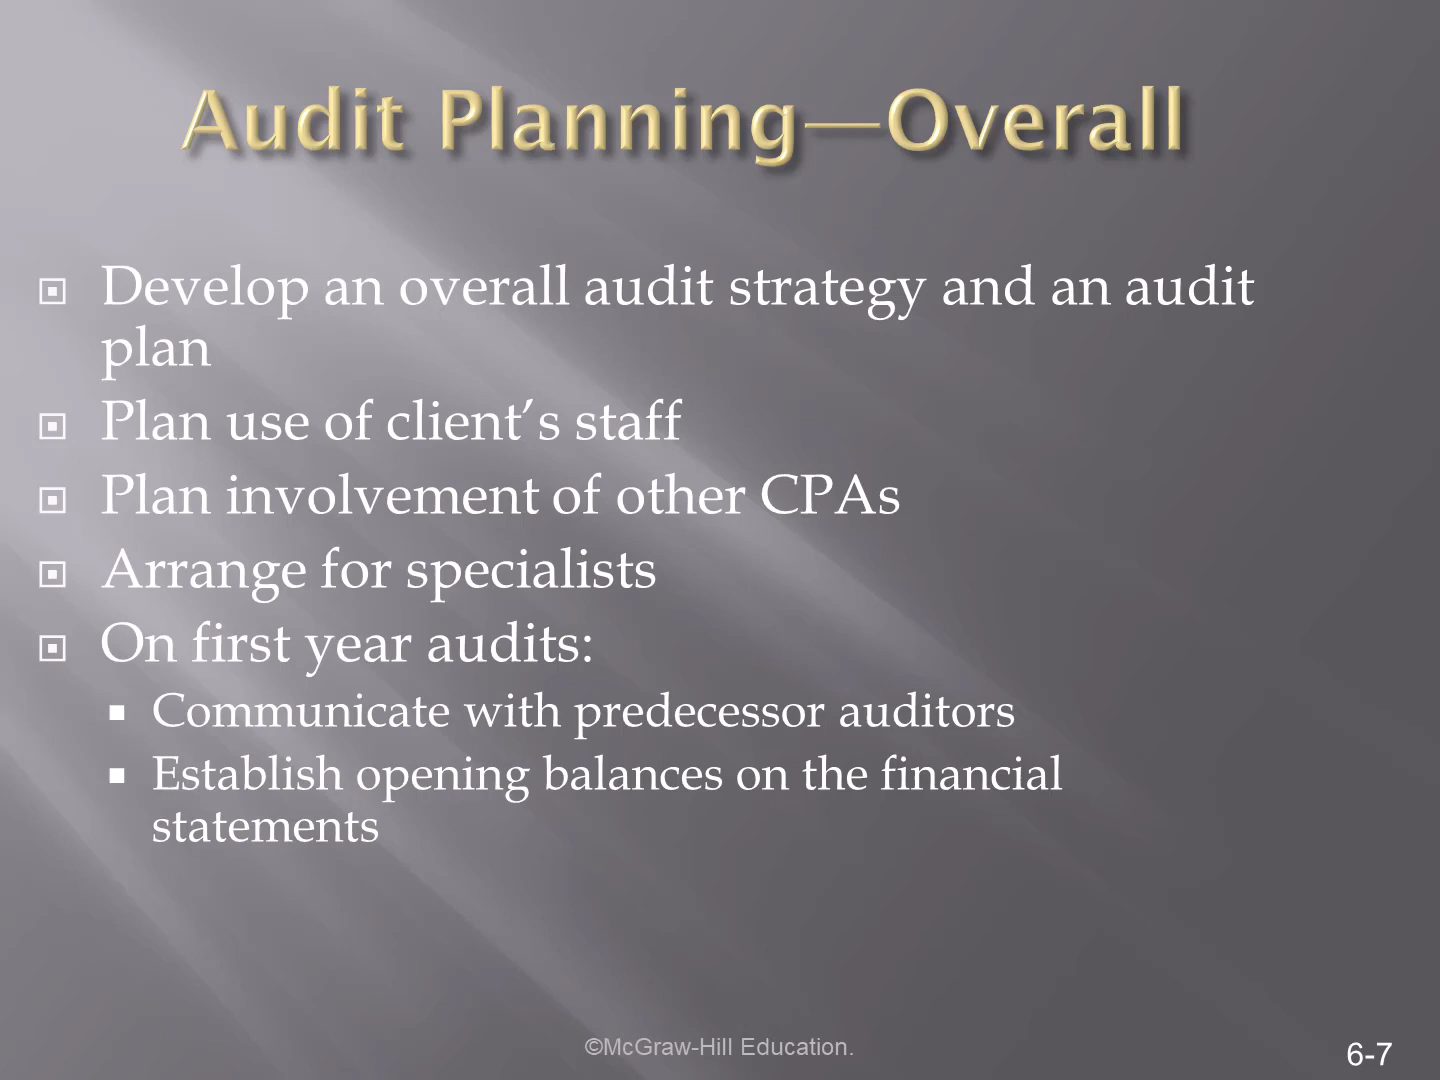 Audit Planning—Overall
Develop an overall audit strategy and an audit
plan
Plan use of client’s staff
Plan involvement of other CPAs
Arrange for specialists
On first year audits:
Communicate with predecessor auditors
Establish opening balances on the financial
statements
©McGraw-Hill Education.
6-7